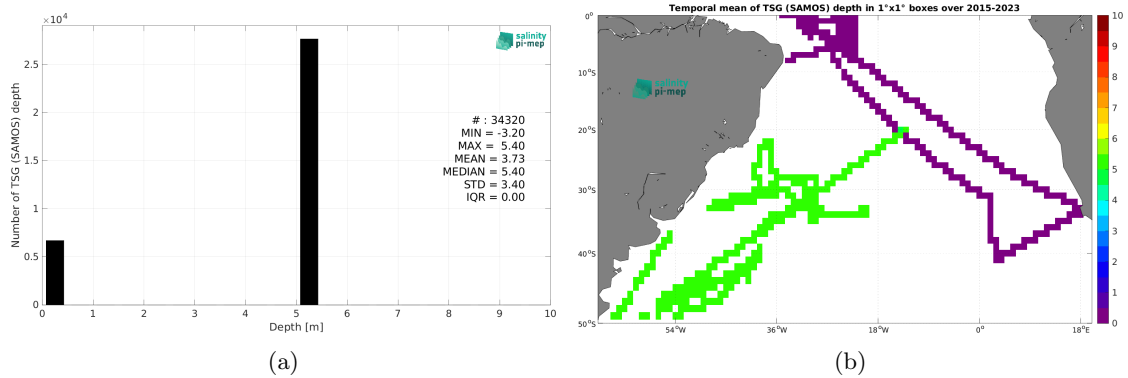 ×10⁴
2.5
2
1.5
1
0.5
0
Number of TSG (SAMOS) depth
0 1 2 3 4 5 6 7 8 9 10
Depth [m]
salinity
pi-mep
# : 34320
MIN = -3.20
MAX = 5.40
MEAN = 3.73
MEDIAN = 5.40
STD = 3.40
IQR = 0.00
(a)
Temporal mean of TSG (SAMOS) depth in 1°x1° boxes over 2015-2023
0°
10°S
20°S
30°S
40°S
50°S
54°W 36°W 18°W 0° 18°E
salinity
pi-mep
10
9
8
7
6
5
4
3
2
1
0
(b)